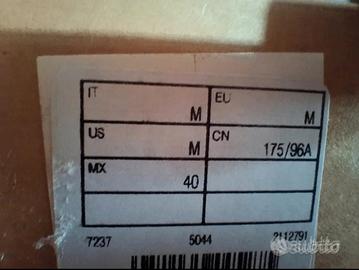 IT M EU M
US M CN 175/96A
MX 40
7237 5044 2112791
subito